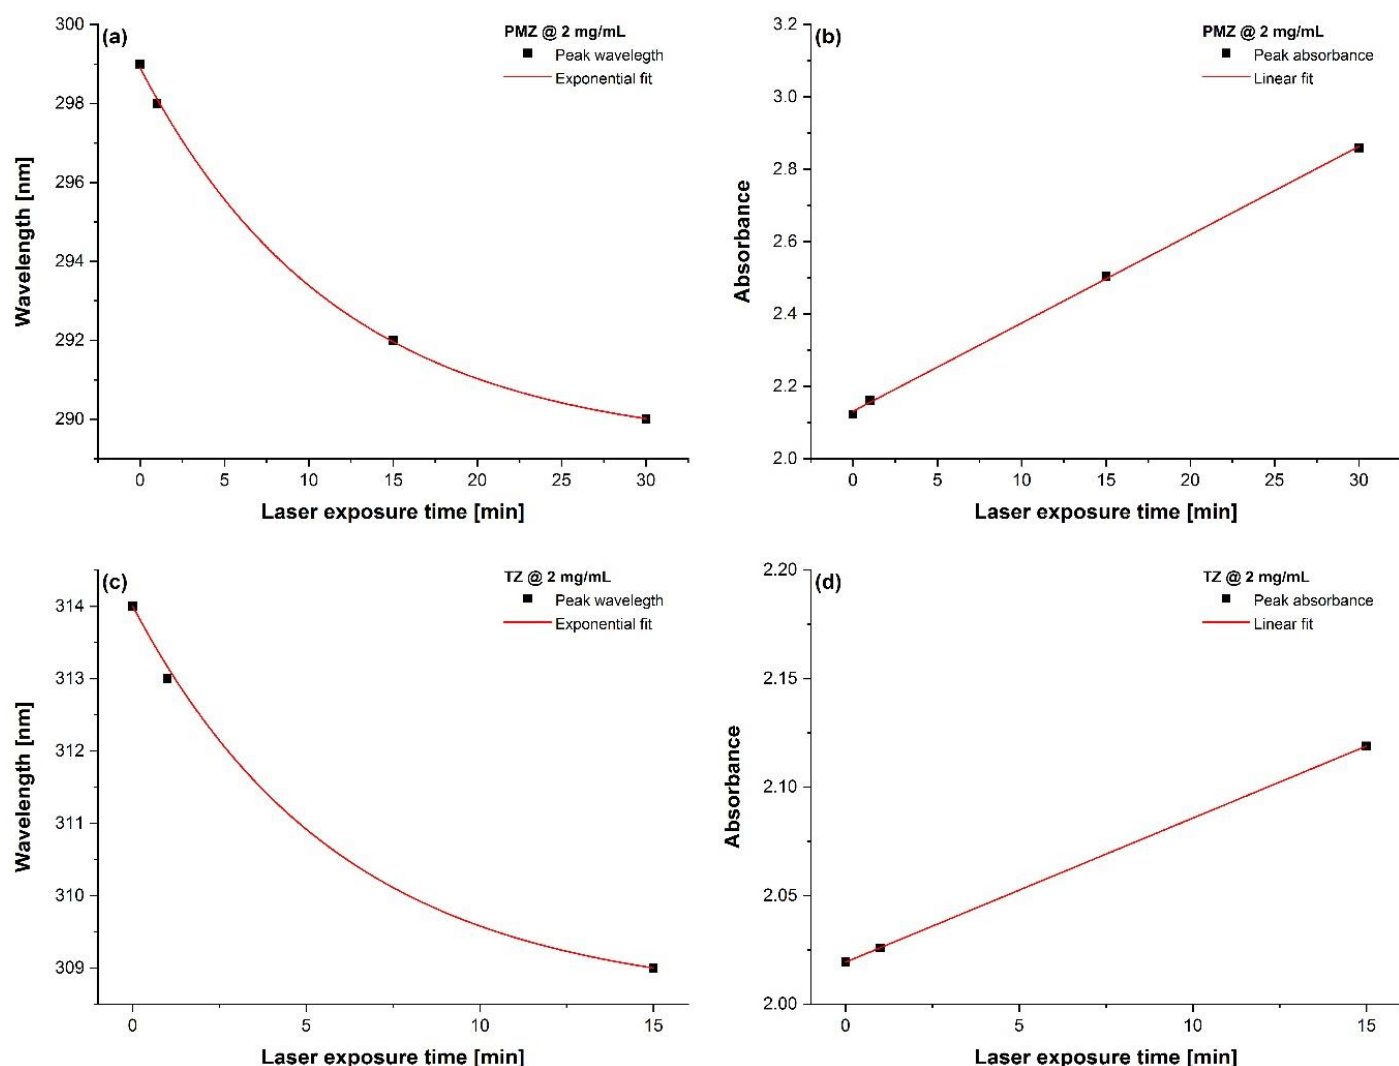 (a)
PMZ @ 2 mg/mL
Peak wavelegth
Exponential fit
300
298
296
294
292
290
Wavelength [nm]
0 5 10 15 20 25 30
Laser exposure time [min]
(b)
PMZ @ 2 mg/mL
Peak absorbance
Linear fit
3.2
3.0
2.8
2.6
2.4
2.2
2.0
Absorbance
0 5 10 15 20 25 30
Laser exposure time [min]
(c)
TZ @ 2 mg/mL
Peak wavelegth
Exponential fit
314
313
312
311
310
309
Wavelength [nm]
0 5 10 15
Laser exposure time [min]
(d)
TZ @ 2 mg/mL
Peak absorbance
Linear fit
2.20
2.15
2.10
2.05
2.00
Absorbance
0 5 10 15
Laser exposure time [min]